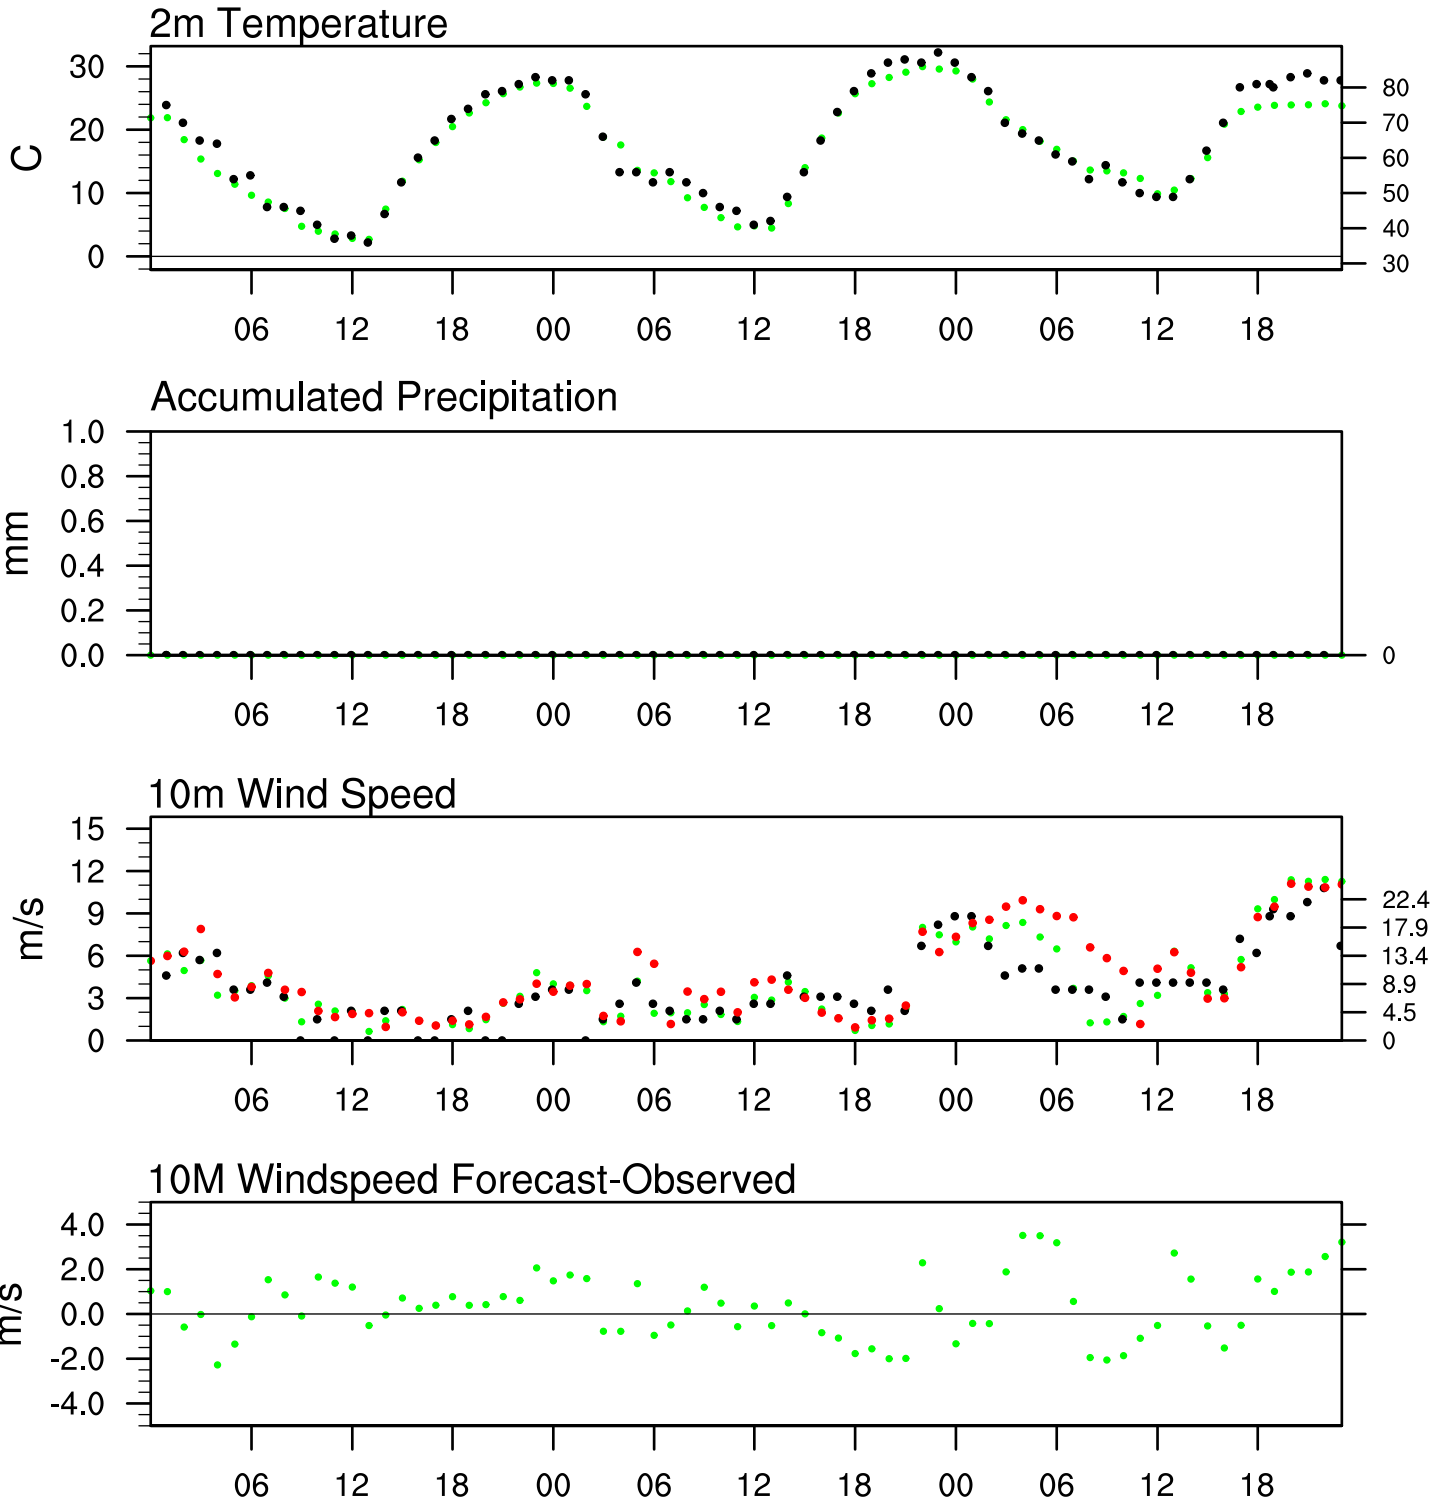 2m Temperature
30
20
10
0
C
80
70
60
50
40
30
06 12 18 00 06 12 18 00 06 12 18
Accumulated Precipitation
1.0
0.8
0.6
0.4
0.2
0.0
mm
0
06 12 18 00 06 12 18 00 06 12 18
10m Wind Speed
15
12
9
6
3
0
m/s
22.4
17.9
13.4
8.9
4.5
0
06 12 18 00 06 12 18 00 06 12 18
10M Windspeed Forecast-Observed
4.0
2.0
0.0
-2.0
-4.0
m/s
06 12 18 00 06 12 18 00 06 12 18